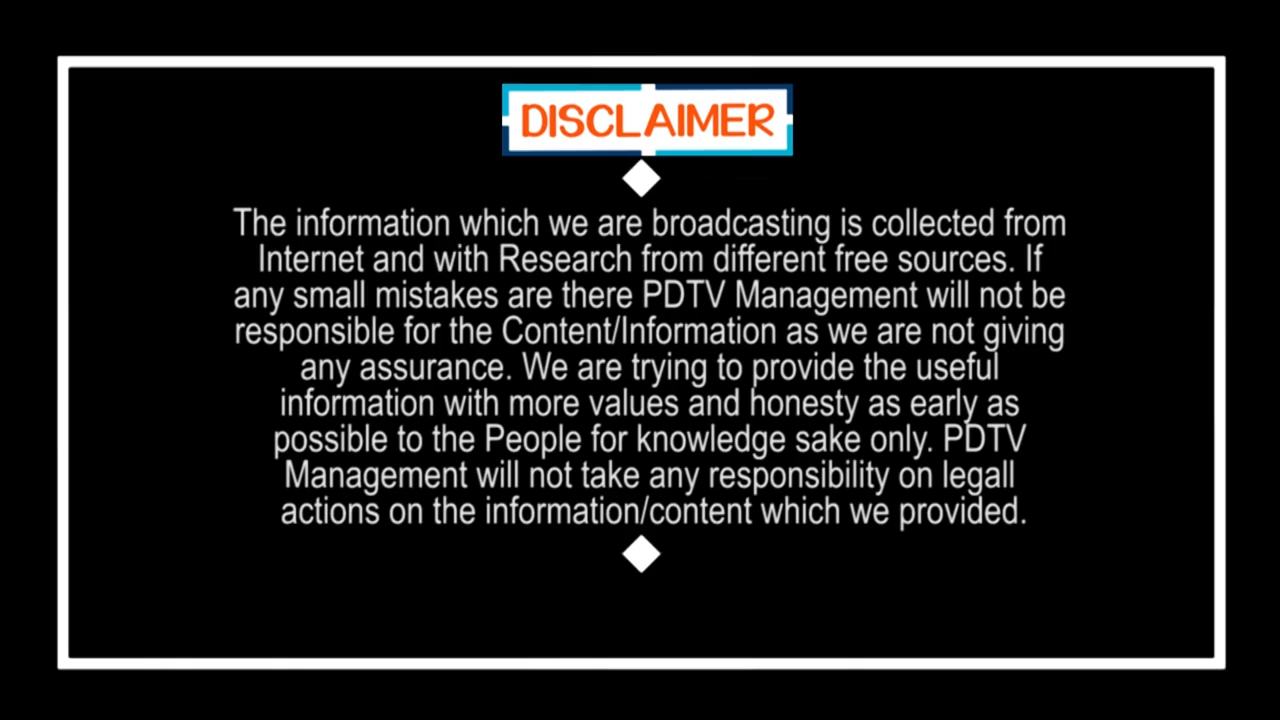 DISCLAIMER
The information which we are broadcasting is collected from
Internet and with Research from different free sources. If
any small mistakes are there PDTV Management will not be
responsible for the Content/Information as we are not giving
any assurance. We are trying to provide the useful
information with more values and honesty as early as
possible to the People for knowledge sake only. PDTV
Management will not take any responsibility on legall
actions on the information/content which we provided.